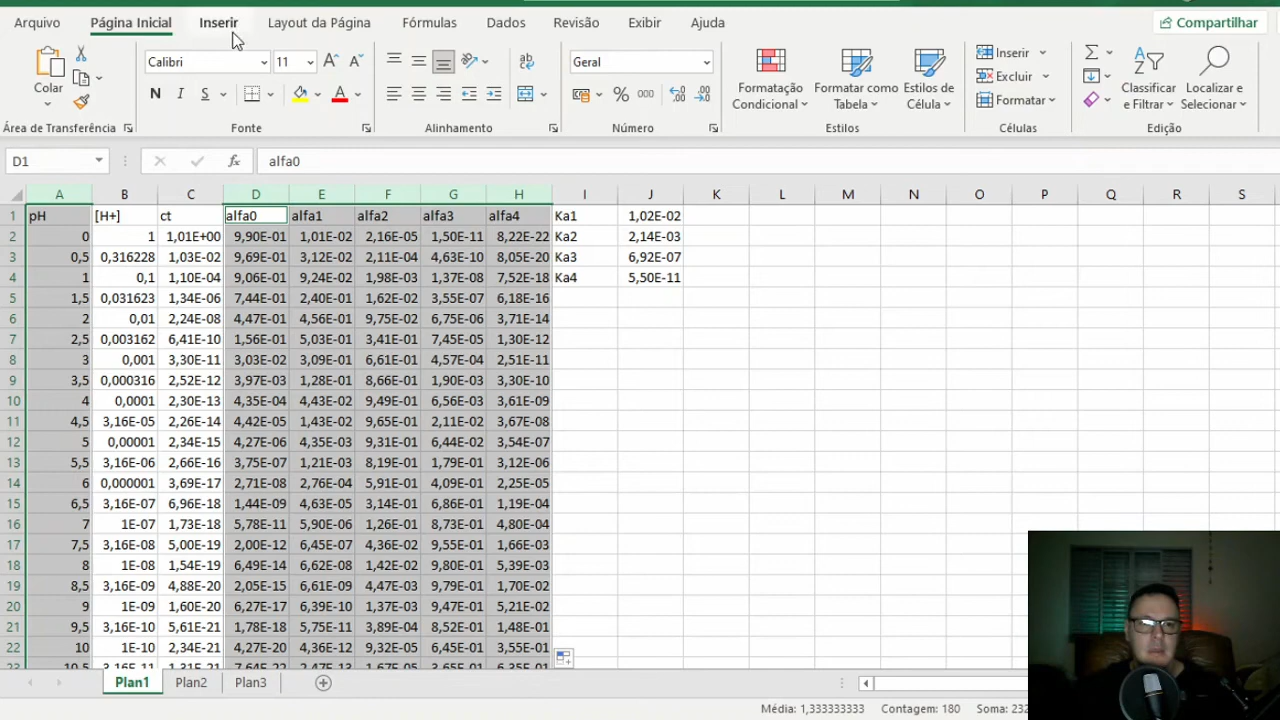 Arquivo Página Inicial Inserir Layout da Página Fórmulas Dados Revisão Exibir Ajuda Compartilhar
Colar
Calibri 11
N I S A
ab c
Geral
% 000
Formatação Condicional
Formatar como Tabela
Estilos de Célula
Inserir
Excluir
Formatar
Classificar e Filtrar
Localizar e Selecionar
Área de Transferência Fonte Alinhamento Número Estilos Células Edição
D1 fx alfa0
A B C D E F G H I J K L M N O P Q R S
1 pH [H+] ct alfa0 alfa1 alfa2 alfa3 alfa4 Ka1 1,02E-02
2 0 1 1,01E+00 9,90E-01 1,01E-02 2,16E-05 1,50E-11 8,22E-22 Ka2 2,14E-03
3 0,5 0,316228 1,03E-02 9,69E-01 3,12E-02 2,11E-04 4,63E-10 8,05E-20 Ka3 6,92E-07
4 1 0,1 1,10E-04 9,06E-01 9,24E-02 1,98E-03 1,37E-08 7,52E-18 Ka4 5,50E-11
5 1,5 0,031623 1,34E-06 7,44E-01 2,40E-01 1,62E-02 3,55E-07 6,18E-16
6 2 0,01 2,24E-08 4,47E-01 4,56E-01 9,75E-02 6,75E-06 3,71E-14
7 2,5 0,003162 6,41E-10 1,56E-01 5,03E-01 3,41E-01 7,45E-05 1,30E-12
8 3 0,001 3,30E-11 3,03E-02 3,09E-01 6,61E-01 4,57E-04 2,51E-11
9 3,5 0,000316 2,52E-12 3,97E-03 1,28E-01 8,66E-01 1,90E-03 3,30E-10
10 4 0,0001 2,30E-13 4,35E-04 4,43E-02 9,49E-01 6,56E-03 3,61E-09
11 4,5 3,16E-05 2,26E-14 4,42E-05 1,43E-02 9,65E-01 2,11E-02 3,67E-08
12 5 0,00001 2,34E-15 4,27E-06 4,35E-03 9,31E-01 6,44E-02 3,54E-07
13 5,5 3,16E-06 2,66E-16 3,75E-07 1,21E-03 8,19E-01 1,79E-01 3,12E-06
14 6 0,000001 3,69E-17 2,71E-08 2,76E-04 5,91E-01 4,09E-01 2,25E-05
15 6,5 3,16E-07 6,96E-18 1,44E-09 4,63E-05 3,14E-01 6,86E-01 1,19E-04
16 7 1E-07 1,73E-18 5,78E-11 5,90E-06 1,26E-01 8,73E-01 4,80E-04
17 7,5 3,16E-08 5,00E-19 2,00E-12 6,45E-07 4,36E-02 9,55E-01 1,66E-03
18 8 1E-08 1,54E-19 6,49E-14 6,62E-08 1,42E-02 9,80E-01 5,39E-03
19 8,5 3,16E-09 4,88E-20 2,05E-15 6,61E-09 4,47E-03 9,79E-01 1,70E-02
20 9 1E-09 1,60E-20 6,27E-17 6,39E-10 1,37E-03 9,47E-01 5,21E-02
21 9,5 3,16E-10 5,61E-21 1,78E-18 5,75E-11 3,89E-04 8,52E-01 1,48E-01
22 10 1E-10 2,34E-21 4,27E-20 4,36E-12 9,32E-05 6,45E-01 3,55E-01
23 10,5 3,16E-11 1,31E-21 7,64E-22 2,47E-13 1,67E-05 3,65E-01 6,35E-01
Plan1 Plan2 Plan3
Média: 1,333333333 Contagem: 180 Soma: 232